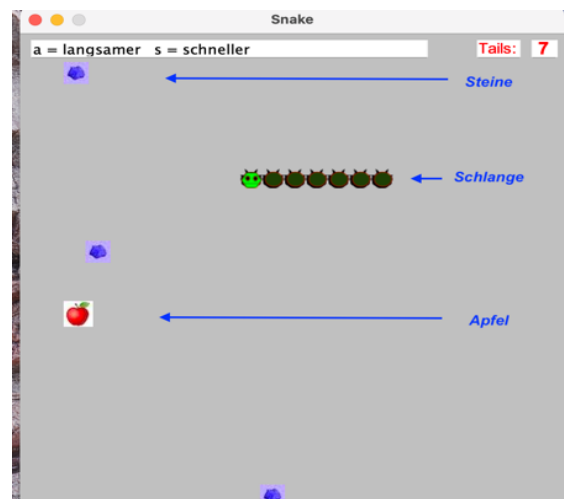 Snake
a = langsamer   s = schneller
Tails: 7
Steine
Schlange
Apfel